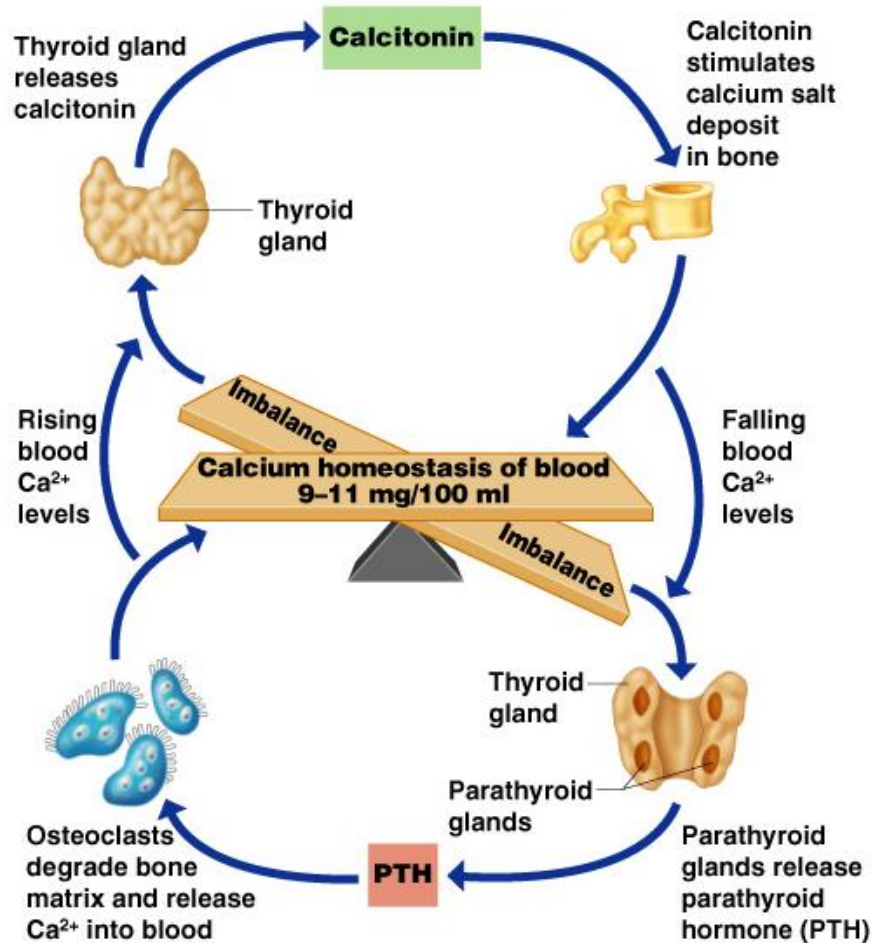 Calcitonin
Thyroid gland
releases
calcitonin
Calcitonin
stimulates
calcium salt
deposit
in bone
Thyroid
gland
Imbalance
Rising
blood
Ca²⁺
levels
Calcium homeostasis of blood
9–11 mg/100 ml
Falling
blood
Ca²⁺
levels
Imbalance
Thyroid
gland
Parathyroid
glands
Osteoclasts
degrade bone
matrix and release
Ca²⁺ into blood
PTH
Parathyroid
glands release
parathyroid
hormone (PTH)